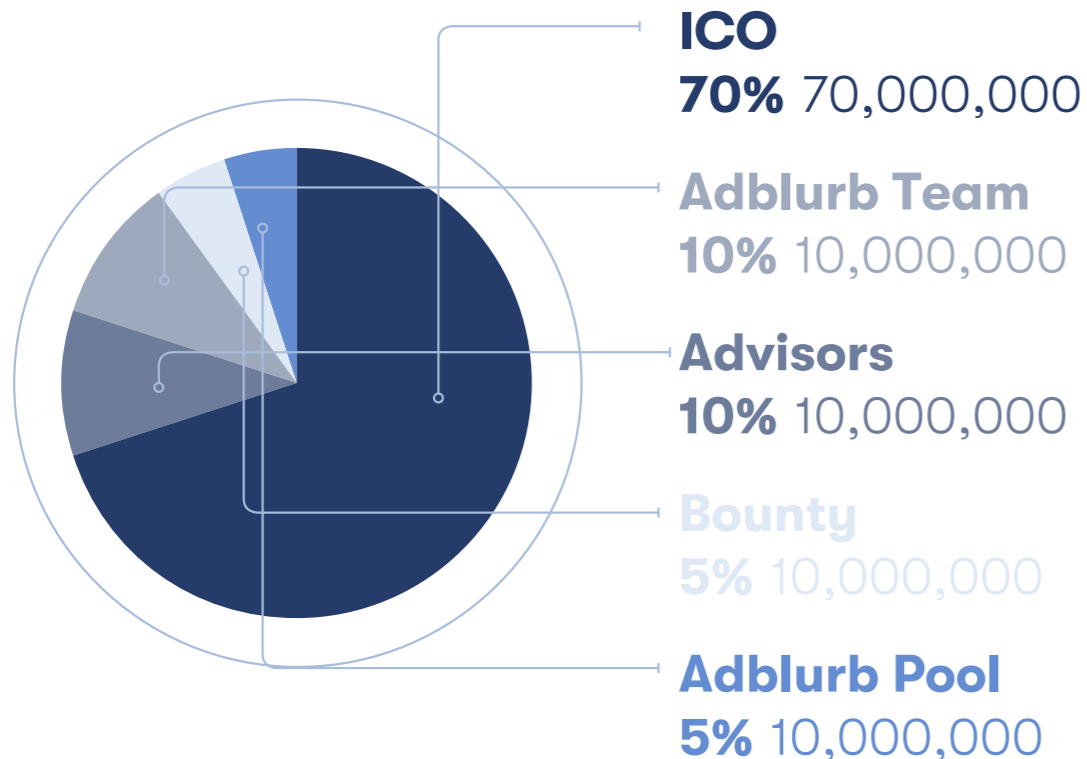 ICO
70% 70,000,000
Adblurb Team
10% 10,000,000
Advisors
10% 10,000,000
Bounty
5% 10,000,000
Adblurb Pool
5% 10,000,000